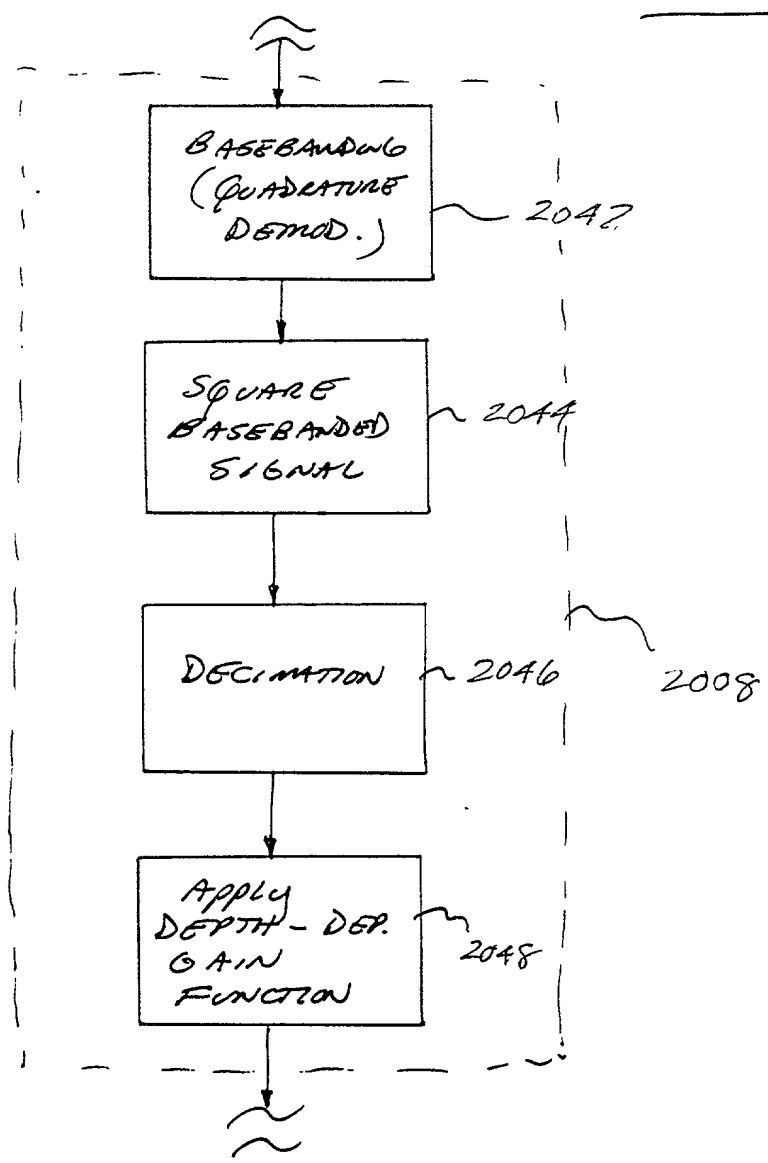 BASEBANDING
(QUADRATURE
DEMOD.)
2042
SQUARE
BASEBANDED
SIGNAL
2044
DECIMATION
2046
2008
Apply
DEPTH - DEP.
GAIN
FUNCTION
2048